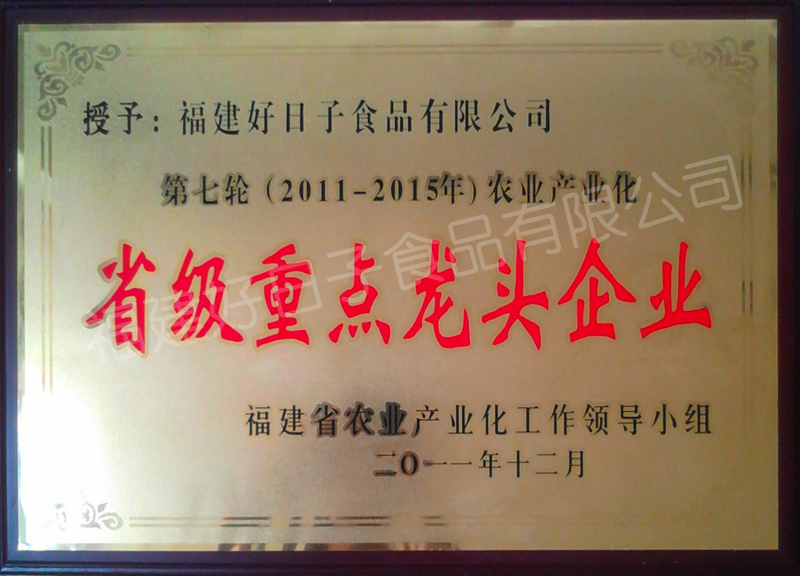 授予：福建好日子食品有限公司
第七轮（2011-2015年）农业产业化
省级重点龙头企业
福建省农业产业化工作领导小组
二〇一一年十二月
福建好日子食品有限公司